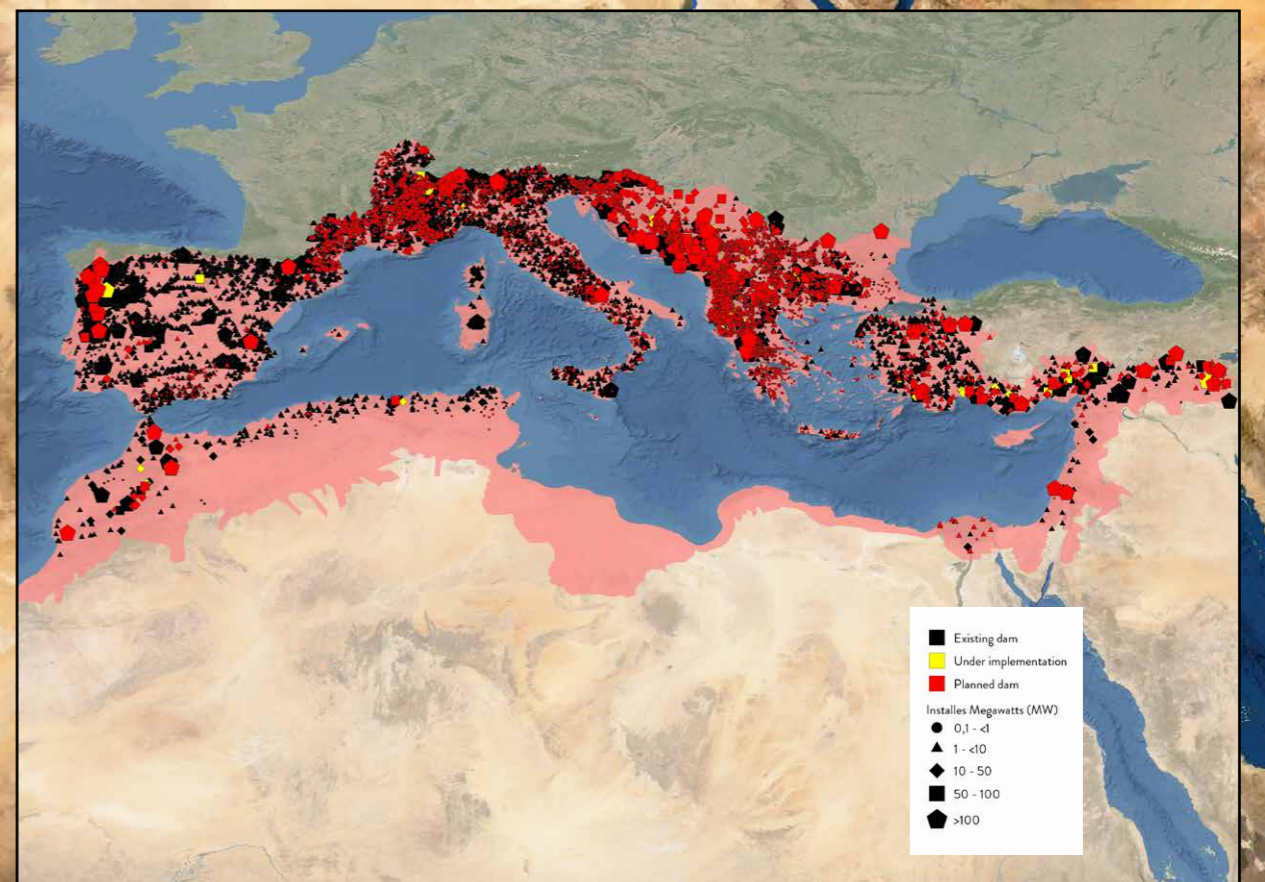 Existing dam
Under implementation
Planned dam
Installes Megawatts (MW)
0,1 - <1
1 - <10
10 - 50
50 - 100
>100